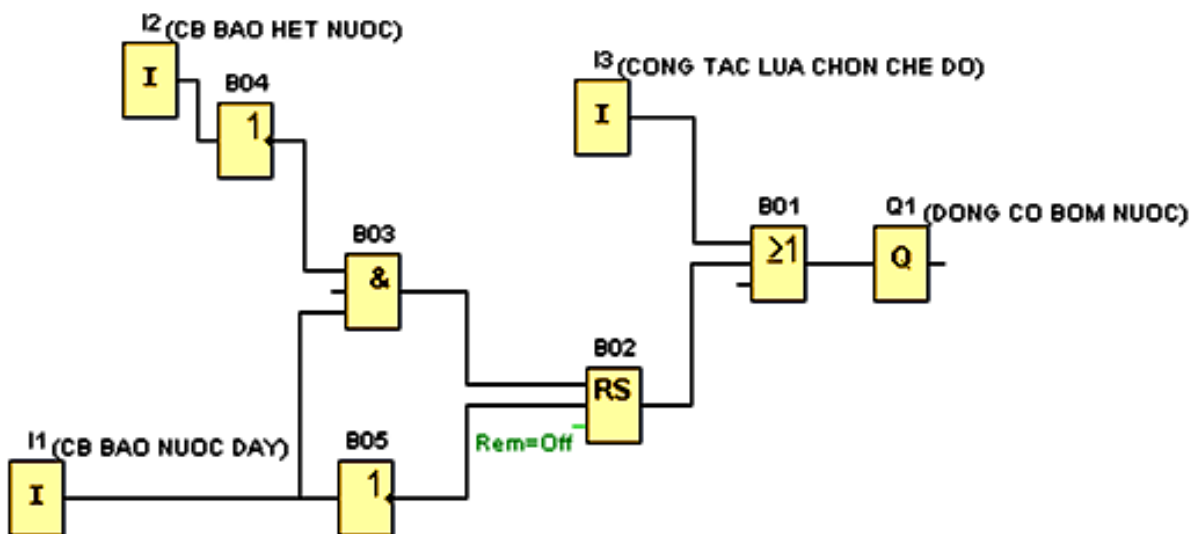 I2 (CB BAO HET NUOC)
I
B04
1
I3 (CONG TAC LUA CHON CHE DO)
I
B03
&
B01
≥1
Q1 (DONG CO BOM NUOC)
Q
B02
RS
Rem=Off
I1 (CB BAO NUOC DAY)
I
B05
1